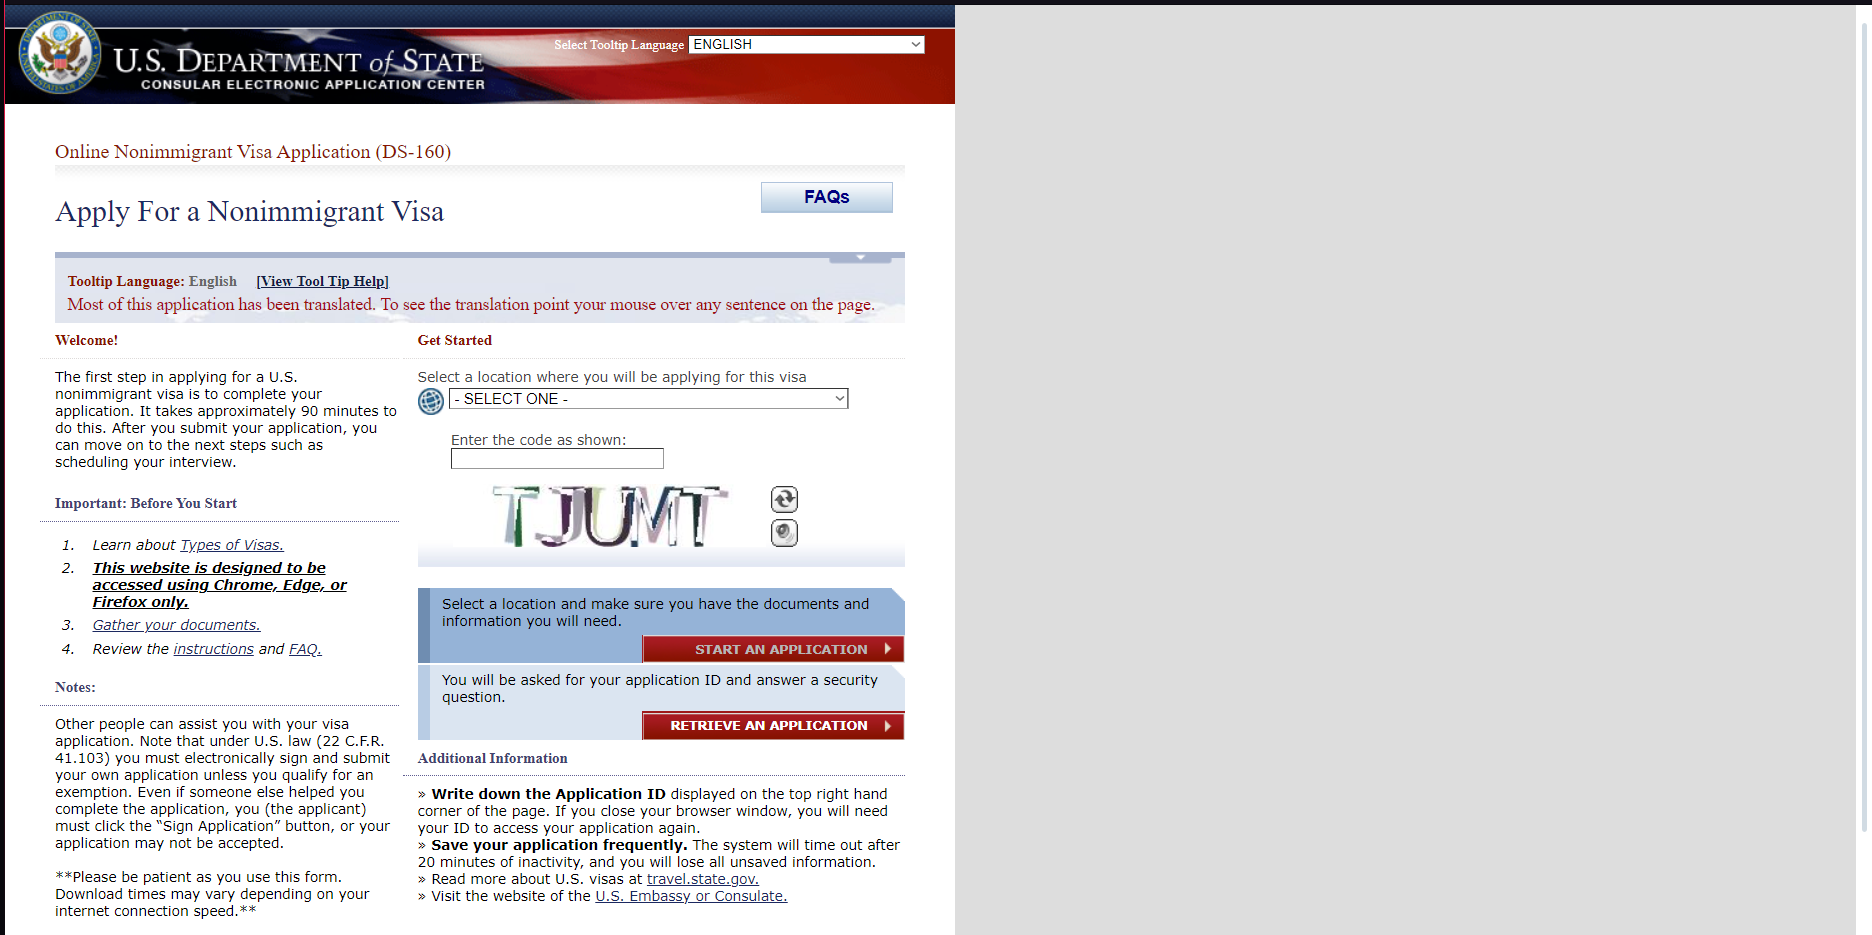 U.S. DEPARTMENT of STATE
CONSULAR ELECTRONIC APPLICATION CENTER
Select Tooltip Language ENGLISH
Online Nonimmigrant Visa Application (DS-160)
Apply For a Nonimmigrant Visa
FAQs
Tooltip Language: English [View Tool Tip Help]
Most of this application has been translated. To see the translation point your mouse over any sentence on the page.
Welcome!
The first step in applying for a U.S.
nonimmigrant visa is to complete your
application. It takes approximately 90 minutes to
do this. After you submit your application, you
can move on to the next steps such as
scheduling your interview.
Important: Before You Start
1. Learn about Types of Visas.
2. This website is designed to be
accessed using Chrome, Edge, or
Firefox only.
3. Gather your documents.
4. Review the instructions and FAQ.
Notes:
Other people can assist you with your visa
application. Note that under U.S. law (22 C.F.R.
41.103) you must electronically sign and submit
your own application unless you qualify for an
exemption. Even if someone else helped you
complete the application, you (the applicant)
must click the “Sign Application” button, or your
application may not be accepted.
**Please be patient as you use this form.
Download times may vary depending on your
internet connection speed.**
Get Started
Select a location where you will be applying for this visa
- SELECT ONE -
Enter the code as shown:
TJUMT
Select a location and make sure you have the documents and
information you will need.
START AN APPLICATION
You will be asked for your application ID and answer a security
question.
RETRIEVE AN APPLICATION
Additional Information
» Write down the Application ID displayed on the top right hand
corner of the page. If you close your browser window, you will need
your ID to access your application again.
» Save your application frequently. The system will time out after
20 minutes of inactivity, and you will lose all unsaved information.
» Read more about U.S. visas at travel.state.gov.
» Visit the website of the U.S. Embassy or Consulate.